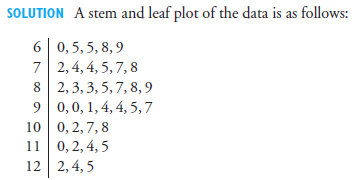 SOLUTION A stem and leaf plot of the data is as follows:
6 | 0, 5, 5, 8, 9
7 | 2, 4, 4, 5, 7, 8
8 | 2, 3, 3, 5, 7, 8, 9
9 | 0, 0, 1, 4, 4, 5, 7
10 | 0, 2, 7, 8
11 | 0, 2, 4, 5
12 | 2, 4, 5